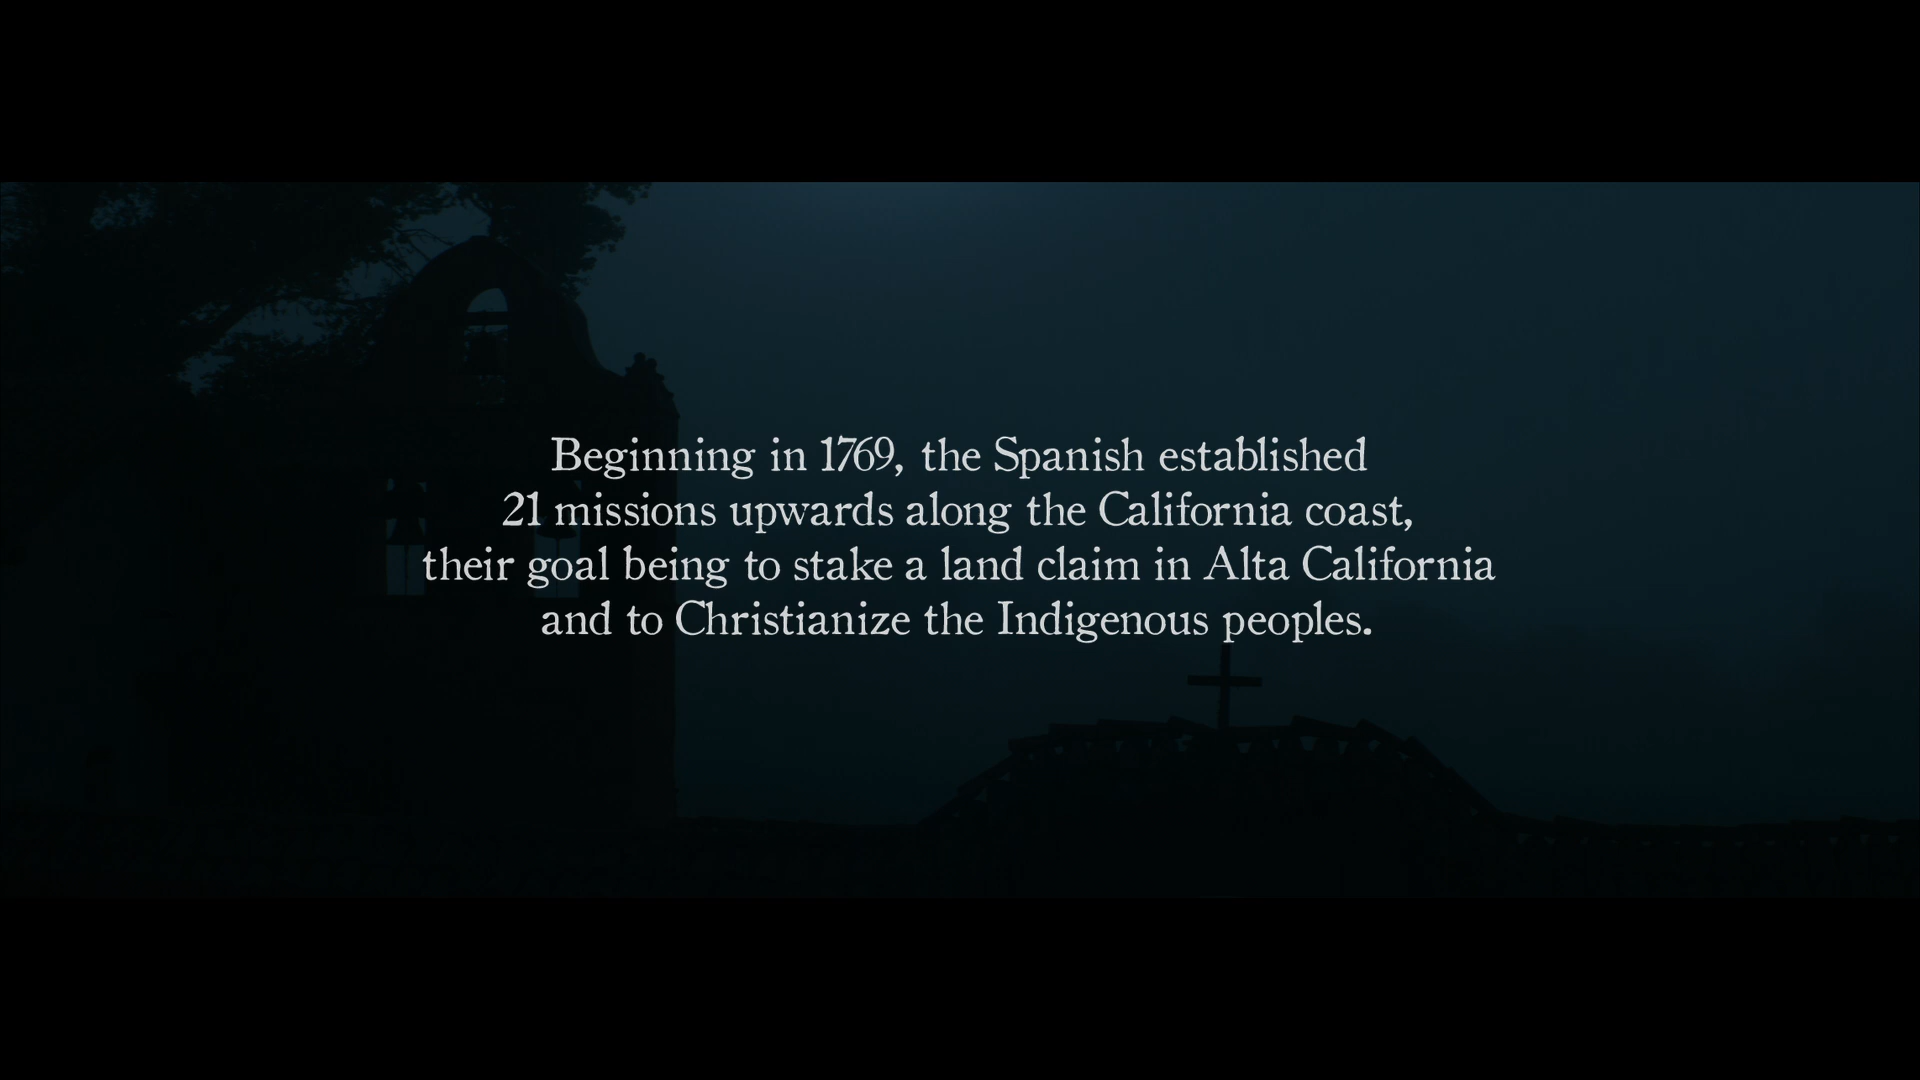 Beginning in 1769, the Spanish established
21 missions upwards along the California coast,
their goal being to stake a land claim in Alta California
and to Christianize the Indigenous peoples.